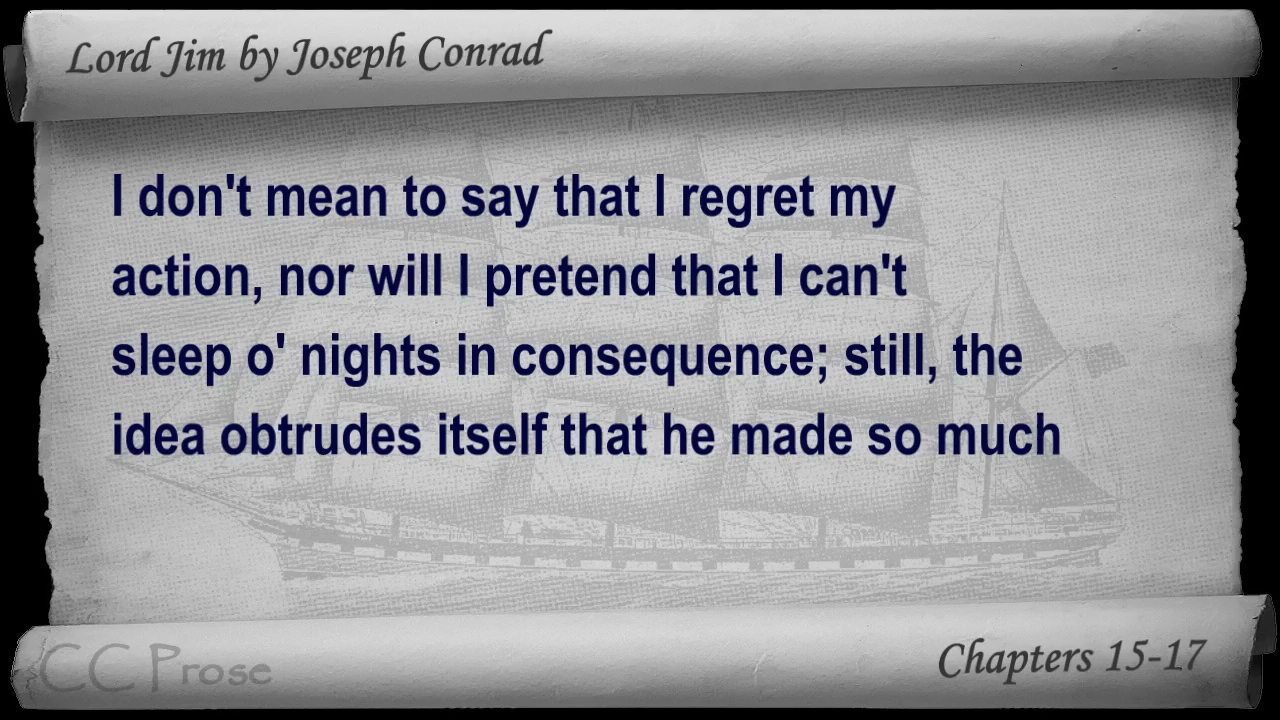 Lord Jim by Joseph Conrad
I don't mean to say that I regret my
action, nor will I pretend that I can't
sleep o' nights in consequence; still, the
idea obtrudes itself that he made so much
CC Prose
Chapters 15-17